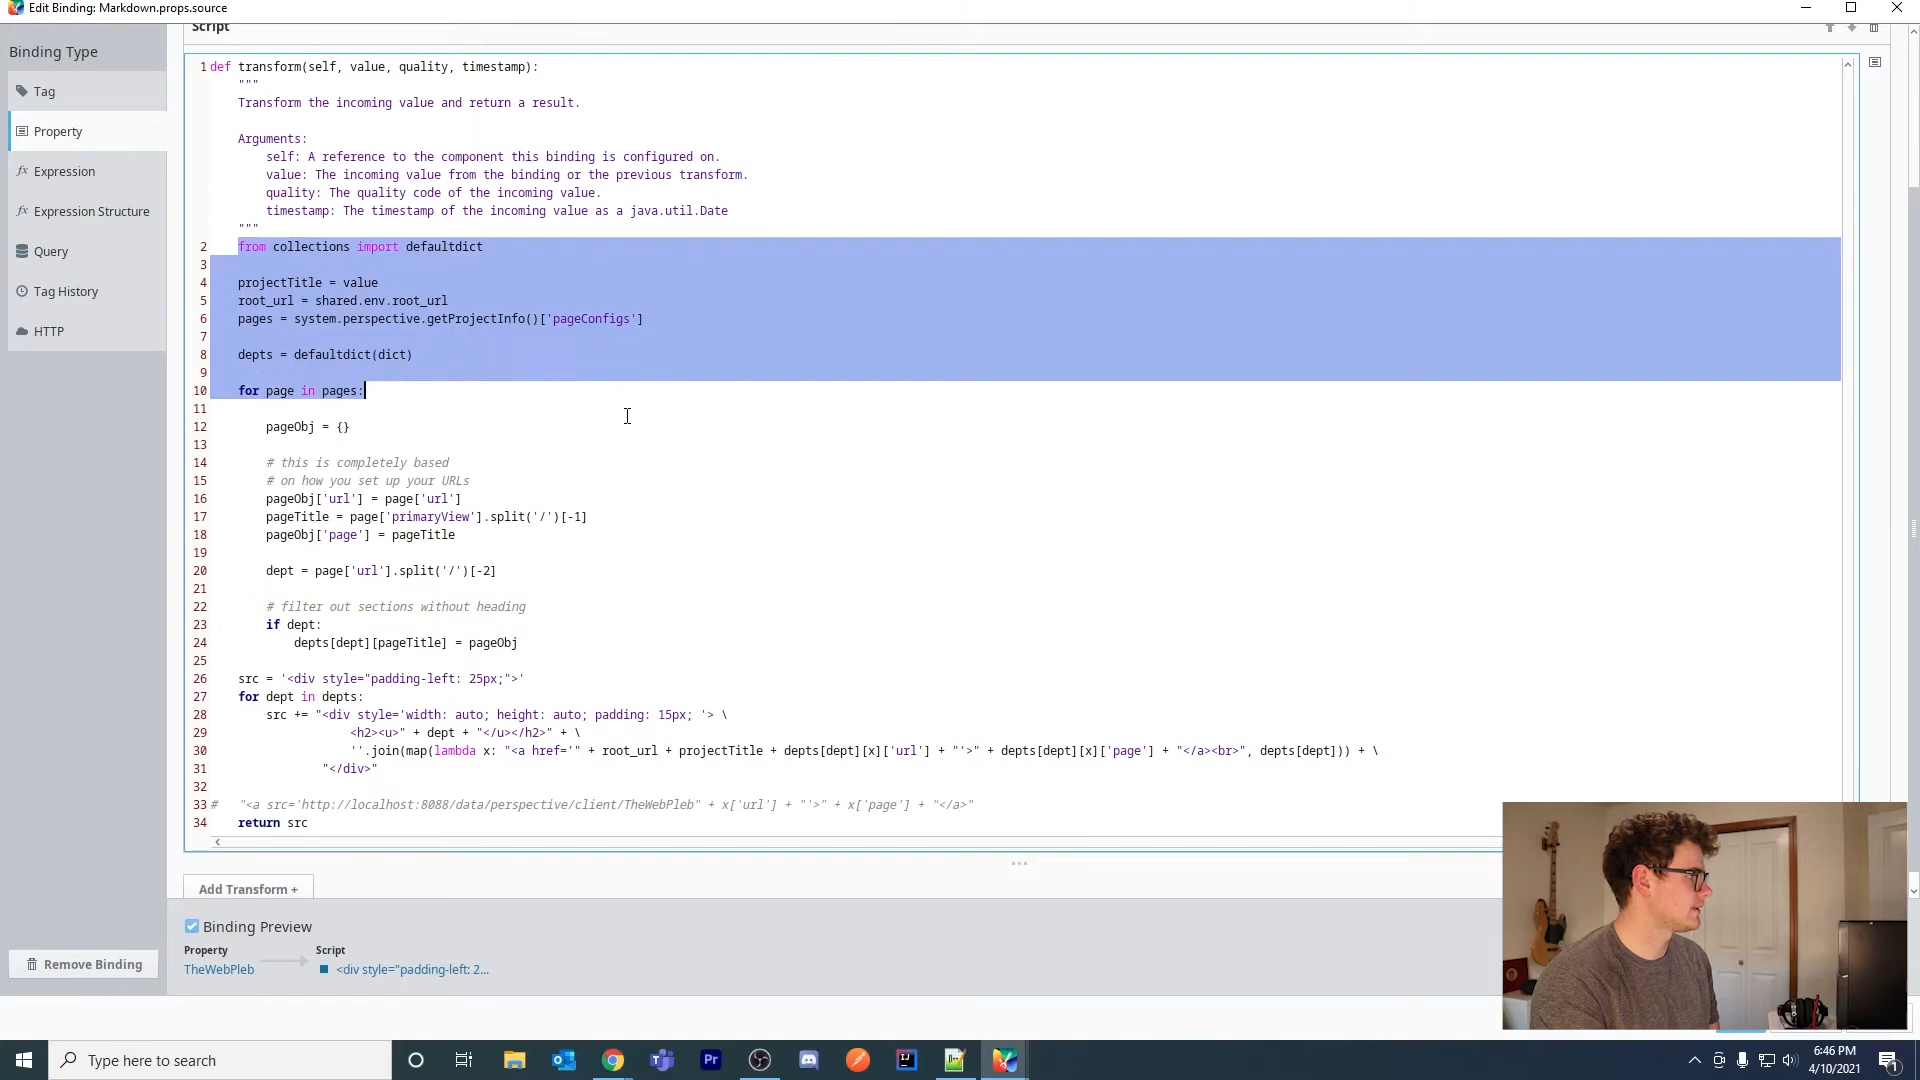 Edit Binding: Markdown.props.source
Binding Type
Tag
Property
Expression
Expression Structure
Query
Tag History
HTTP
Remove Binding
Script
1 def transform(self, value, quality, timestamp):
"""
Transform the incoming value and return a result.
Arguments:
self: A reference to the component this binding is configured on.
value: The incoming value from the binding or the previous transform.
quality: The quality code of the incoming value.
timestamp: The timestamp of the incoming value as a java.util.Date
"""
2 from collections import defaultdict
3
4 projectTitle = value
5 root_url = shared.env.root_url
6 pages = system.perspective.getProjectInfo()['pageConfigs']
7
8 depts = defaultdict(dict)
9
10 for page in pages:
11
12 pageObj = {}
13
14 # this is completely based
15 # on how you set up your URLs
16 pageObj['url'] = page['url']
17 pageTitle = page['primaryView'].split('/')[-1]
18 pageObj['page'] = pageTitle
19
20 dept = page['url'].split('/')[-2]
21
22 # filter out sections without heading
23 if dept:
24 depts[dept][pageTitle] = pageObj
25
26 src = '<div style="padding-left: 25px;">'
27 for dept in depts:
28 src += "<div style='width: auto; height: auto; padding: 15px; '> \
29 <h2><u>" + dept + "</u></h2>" + \
30 ''.join(map(lambda x: "<a href='" + root_url + projectTitle + depts[dept][x]['url'] + "'>" + depts[dept][x]['page'] + "</a><br>", depts[dept])) + \
31 "</div>"
32
33 # "<a src='http://localhost:8088/data/perspective/client/TheWebPleb" + x['url'] + "'>" + x['page'] + "</a>"
34 return src
Add Transform +
Binding Preview
Property
Script
TheWebPleb
<div style="padding-left: 2...
Type here to search
6:46 PM
4/10/2021